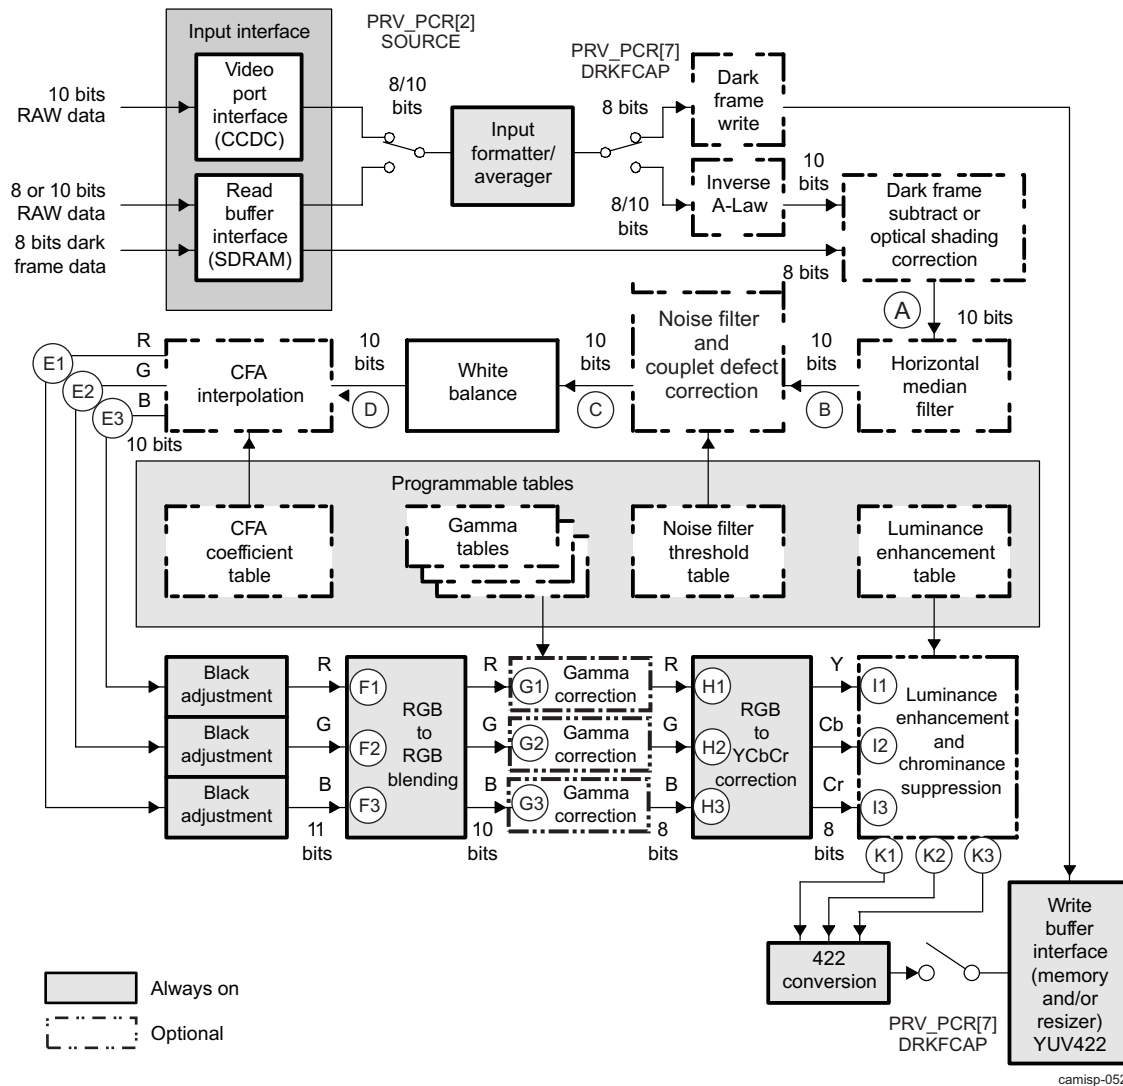 Input interface
PRV_PCR[2]
SOURCE
PRV_PCR[7]
DRKFCAP
10 bits
RAW data
Video
port
interface
(CCDC)
8/10
bits
Input
formatter/
averager
8 bits
Dark
frame
write
8 or 10 bits
RAW data
8 bits dark
frame data
Read
buffer
interface
(SDRAM)
8/10
bits
Inverse
A-Law
10
bits
Dark frame
subtract or
optical shading
correction
8 bits
A
10 bits
R
G
B
E1
E2
E3
10 bits
CFA
interpolation
10
bits
D
White
balance
10
bits
C
Noise filter
and
couplet defect
correction
10
bits
B
Horizontal
median
filter
Programmable tables
CFA
coefficient
table
Gamma
tables
Noise filter
threshold
table
Luminance
enhancement
table
Black
adjustment
Black
adjustment
Black
adjustment
R
G
B
11
bits
F1
F2
F3
RGB
to
RGB
blending
R
G
B
10
bits
G1
Gamma
correction
G2
Gamma
correction
G3
Gamma
correction
R
G
B
8
bits
H1
H2
H3
RGB
to
YCbCr
correction
Y
Cb
Cr
8
bits
I1
I2
I3
Luminance
enhancement
and
chrominance
suppression
K1
K2
K3
422
conversion
PRV_PCR[7]
DRKFCAP
Write
buffer
interface
(memory
and/or
resizer)
YUV422
Always on
Optional
camisp-052